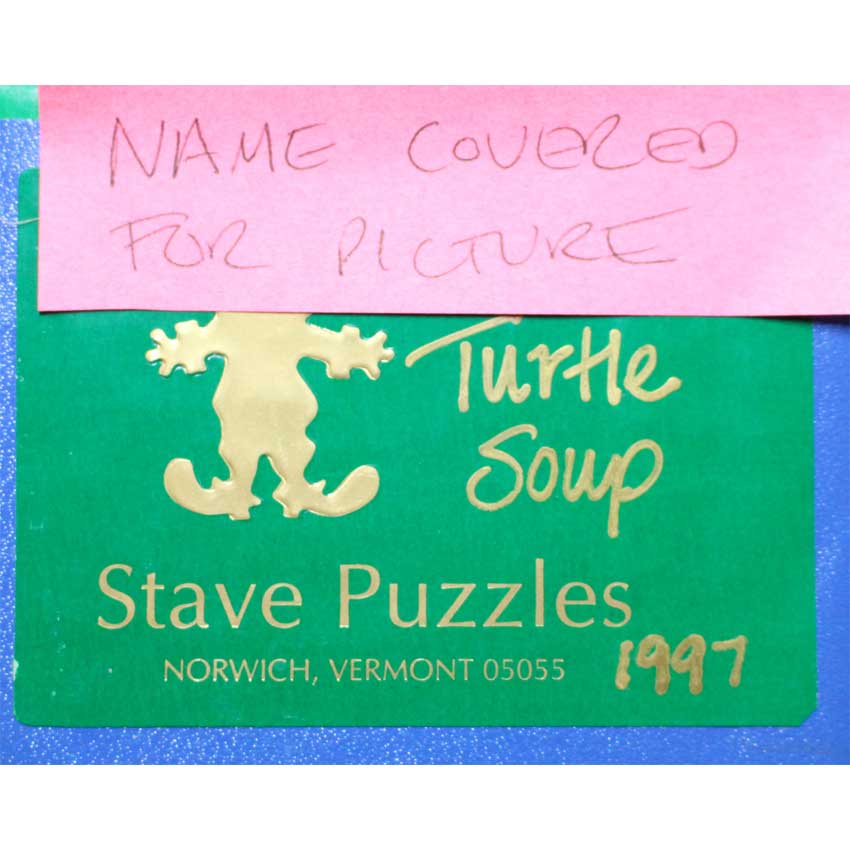 NAME COVERED
FOR PICTURE
Turtle
Soup
Stave Puzzles
NORWICH, VERMONT 05055
1997